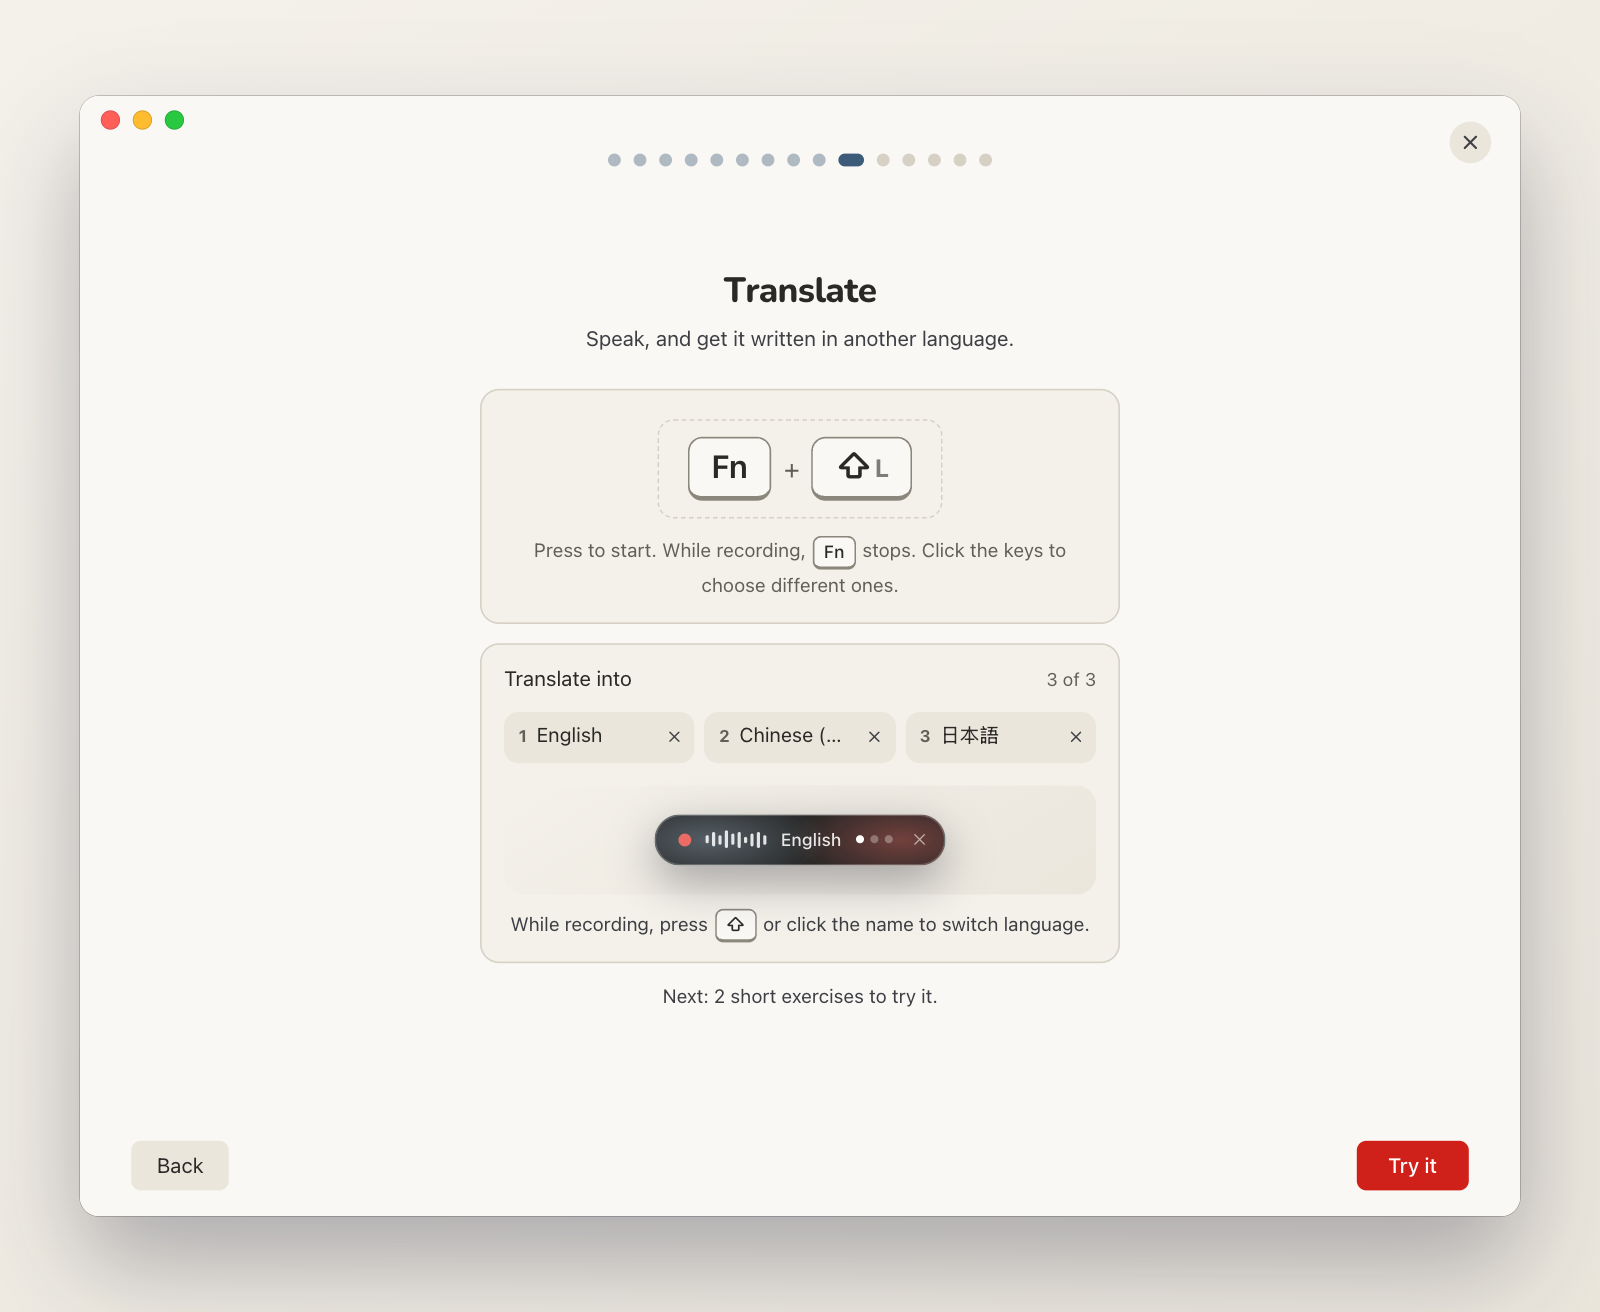 Translate
Speak, and get it written in another language.
Fn + L
Press to start. While recording, Fn stops. Click the keys to
choose different ones.
Translate into 3 of 3
1 English 2 Chinese (... 3 日本語
English
While recording, press or click the name to switch language.
Next: 2 short exercises to try it.
Back Try it